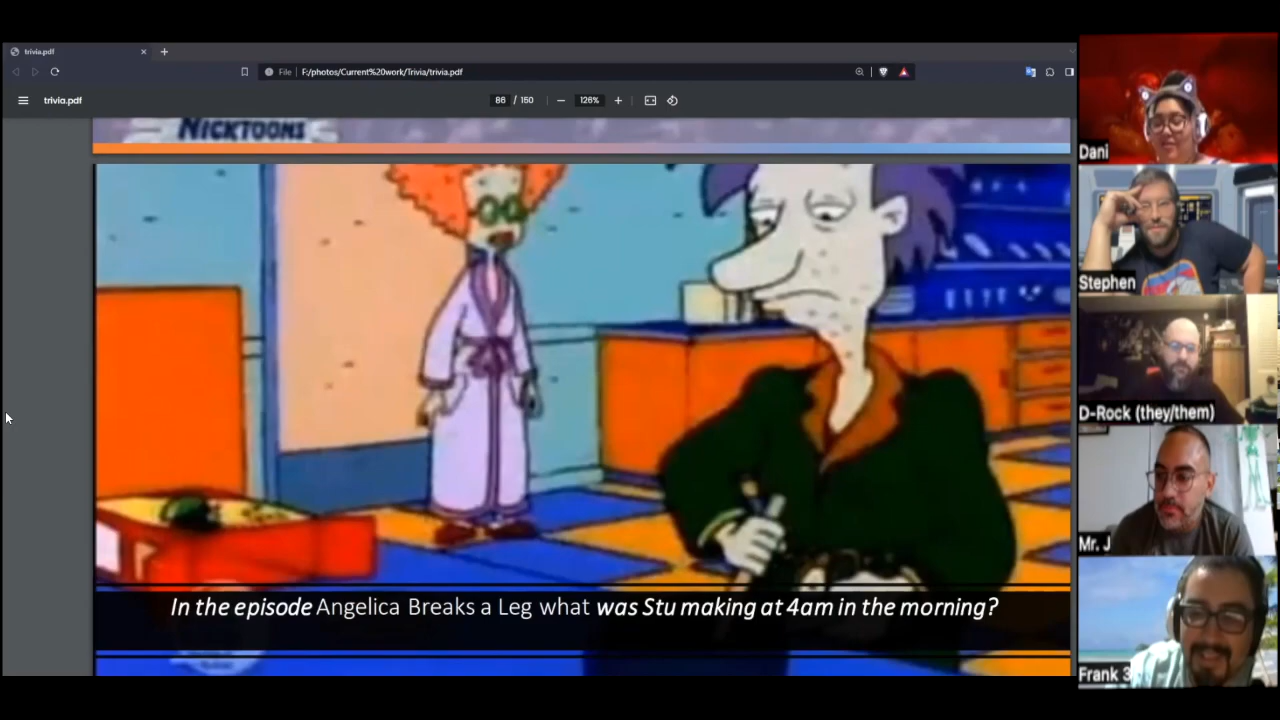 trivia.pdf
File F:/photos/Current%20work/Trivia/trivia.pdf
trivia.pdf
86 / 150
126%
NICKTOONS
In the episode Angelica Breaks a Leg what was Stu making at 4am in the morning?
Dani
Stephen
D-Rock (they/them)
Mr. J
Frank 3